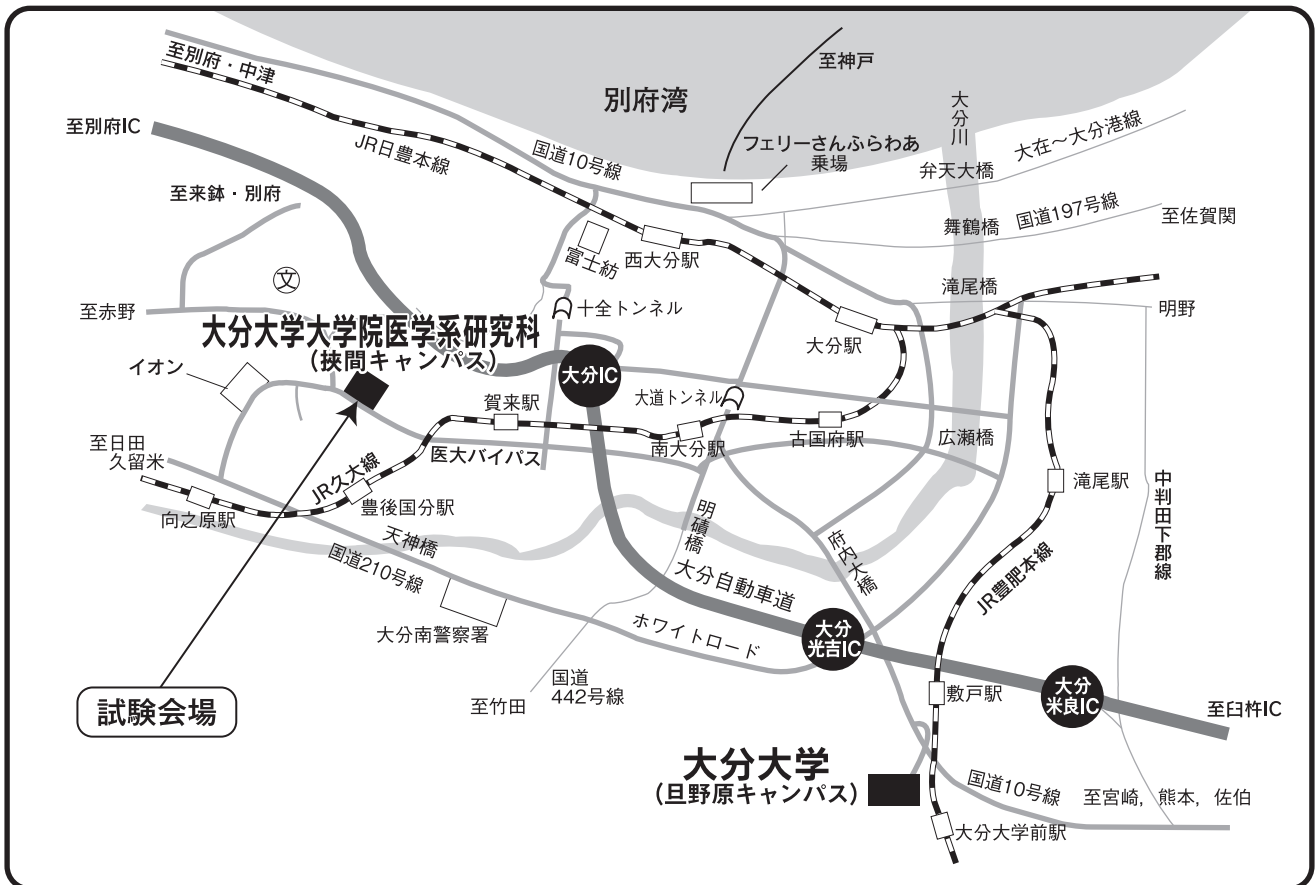 至別府・中津
至神戸
別府湾
大分川
至別府IC
JR日豊本線
国道10号線
フェリーさんふらわあ
乗場
弁天大橋
大在～大分港線
至来鉢・別府
舞鶴橋
国道197号線
至佐賀関
富士紡
西大分駅
文
滝尾橋
至赤野
十全トンネル
明野
大分大学大学院医学系研究科
(挾間キャンパス)
大分駅
イオン
大分IC
大道トンネル
賀来駅
至日田
久留米
医大バイパス
南大分駅
古国府駅
広瀬橋
JR久大線
滝尾駅
中判田下郡線
向之原駅
豊後国分駅
天神橋
明磧橋
府内大橋
国道210号線
大分自動車道
JR豊肥本線
大分南警察署
ホワイトロード
大分
光吉IC
国道
442号線
至竹田
敷戸駅
大分
米良IC
至臼杵IC
試験会場
大分大学
(旦野原キャンパス)
国道10号線
至宮崎，熊本，佐伯
大分大学前駅